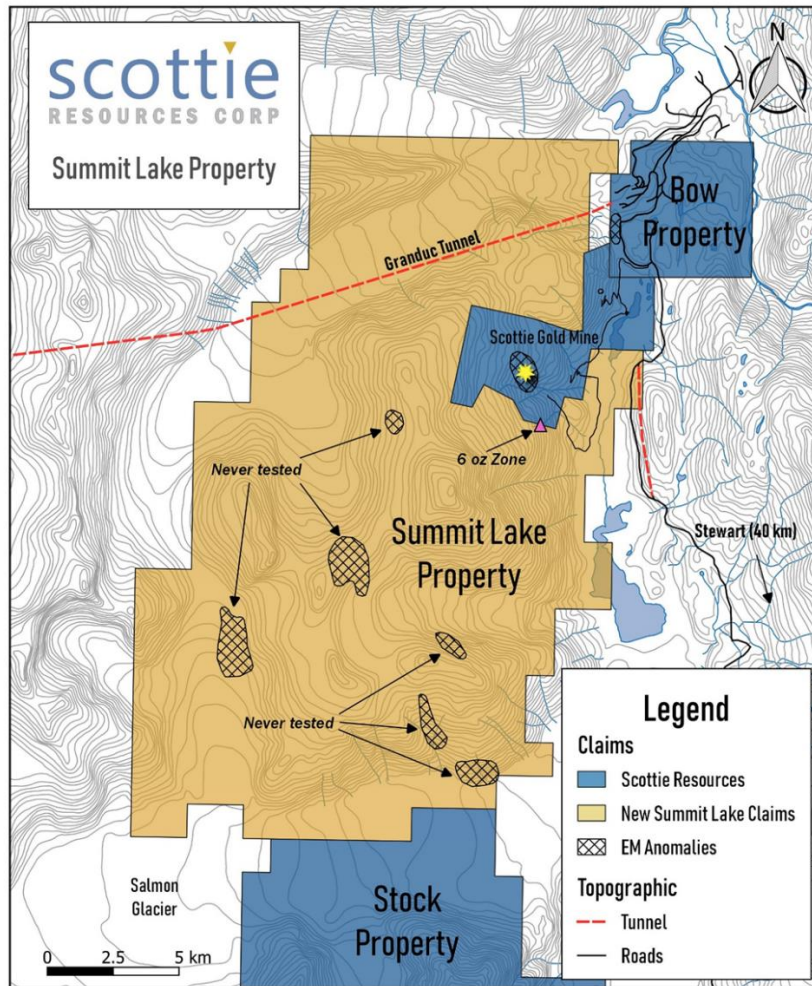 scottie
RESOURCES CORP
Summit Lake Property
N
Bow
Property
Granduc Tunnel
Scottie Gold Mine
6 oz Zone
Never tested
Summit Lake
Property
Stewart (40 km)
Never tested
Salmon
Glacier
Stock
Property
0 2.5 5 km
Legend
Claims
Scottie Resources
New Summit Lake Claims
EM Anomalies
Topographic
Tunnel
Roads